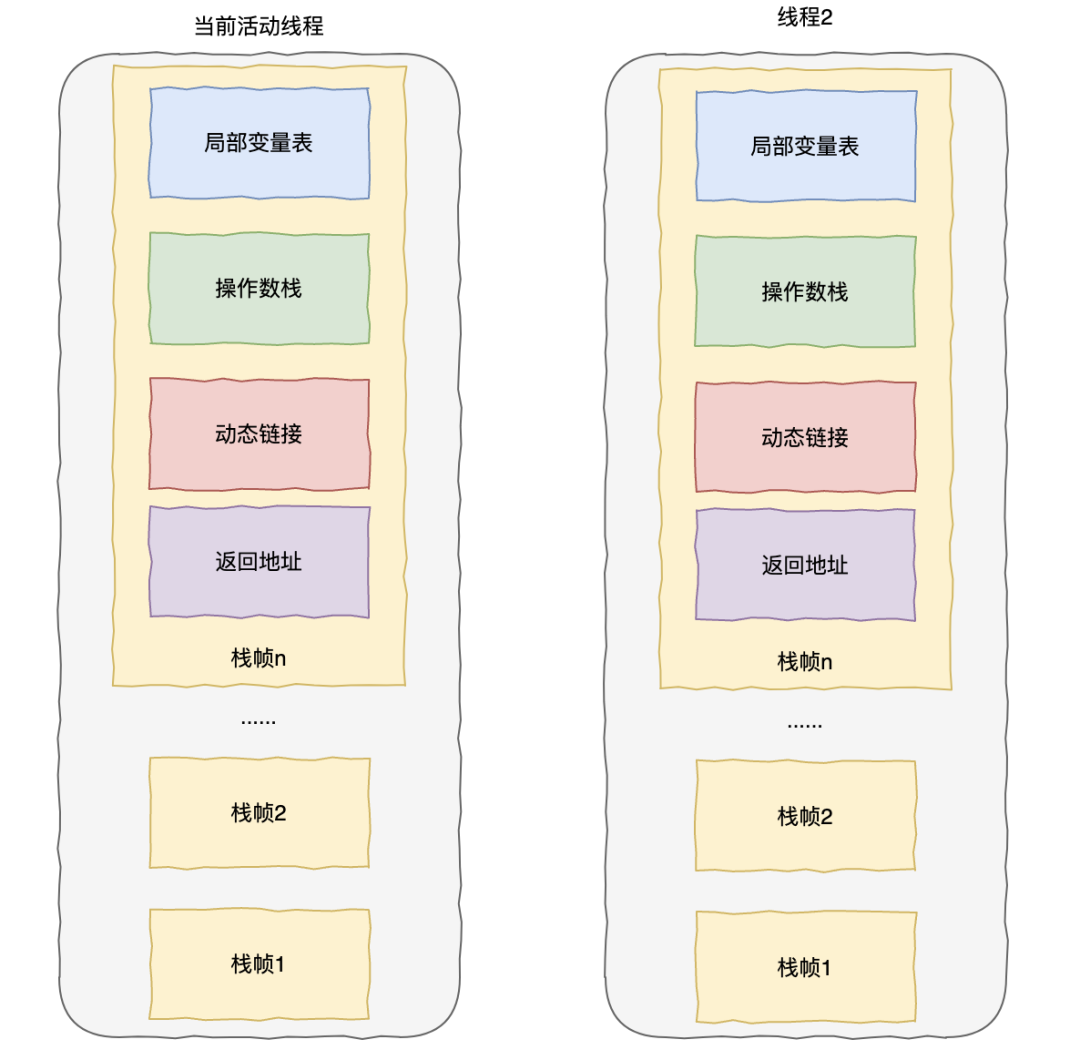 当前活动线程
局部变量表
操作数栈
动态链接
返回地址
栈帧n
......
栈帧2
栈帧1
线程2
局部变量表
操作数栈
动态链接
返回地址
栈帧n
......
栈帧2
栈帧1